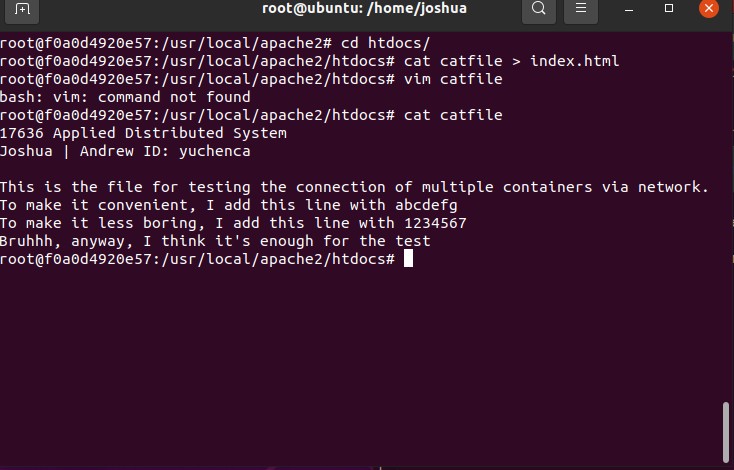 root@ubuntu: /home/joshua
root@f0a0d4920e57:/usr/local/apache2# cd htdocs/
root@f0a0d4920e57:/usr/local/apache2/htdocs# cat catfile > index.html
root@f0a0d4920e57:/usr/local/apache2/htdocs# vim catfile
bash: vim: command not found
root@f0a0d4920e57:/usr/local/apache2/htdocs# cat catfile
17636 Applied Distributed System
Joshua | Andrew ID: yuchenca
This is the file for testing the connection of multiple containers via network.
To make it convenient, I add this line with abcdefg
To make it less boring, I add this line with 1234567
Bruhhh, anyway, I think it's enough for the test
root@f0a0d4920e57:/usr/local/apache2/htdocs#